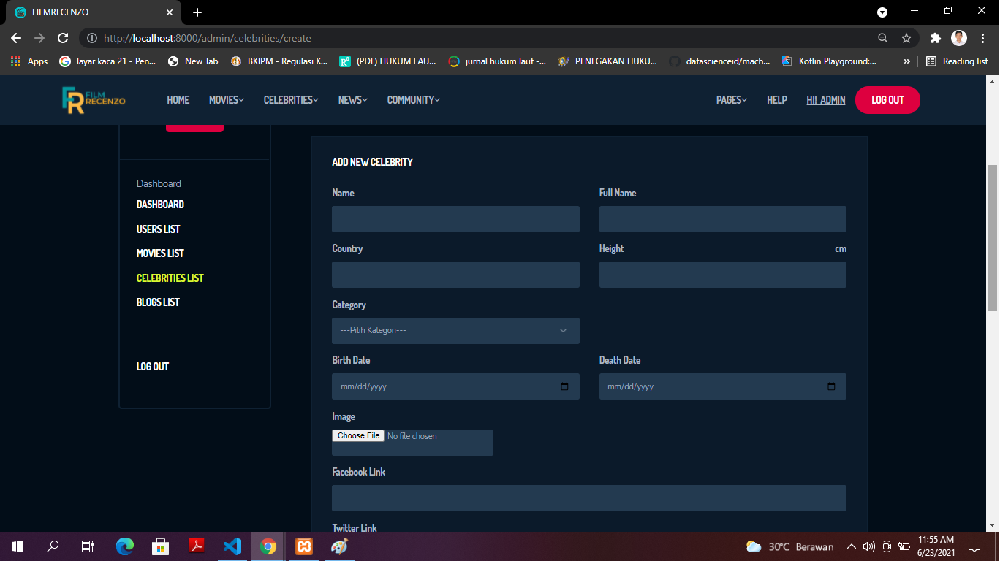 FILMRECENZO
http://localhost:8000/admin/celebrities/create
Apps layar kaca 21 - Pen... New Tab BKIPM - Regulasi K... (PDF) HUKUM LAU... jurnal hukum laut -... PENEGAKAN HUKU... datascienceid/mach... Kotlin Playground:... » Reading list
FILM
RECENZO
FR
HOME MOVIES CELEBRITIES NEWS COMMUNITY PAGES HELP HI! ADMIN LOG OUT
Dashboard
DASHBOARD
USERS LIST
MOVIES LIST
CELEBRITIES LIST
BLOGS LIST
LOG OUT
ADD NEW CELEBRITY
Name Full Name
Country Height cm
Category
---Pilih Kategori---
Birth Date Death Date
mm/dd/yyyy mm/dd/yyyy
Image
Choose File No file chosen
Facebook Link
Twitter Link
30°C Berawan
11:55 AM
6/23/2021